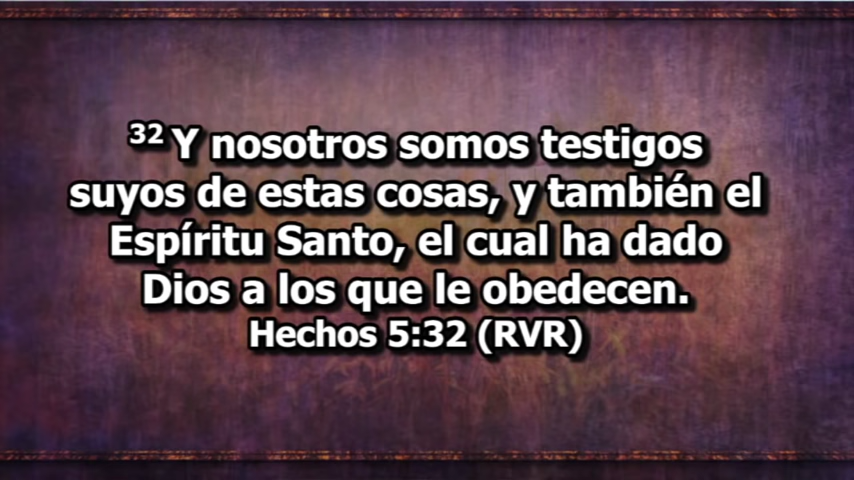 32 Y nosotros somos testigos
suyos de estas cosas, y también el
Espíritu Santo, el cual ha dado
Dios a los que le obedecen.
Hechos 5:32 (RVR)